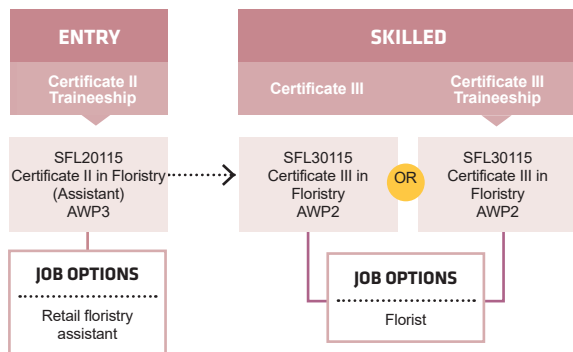 ENTRY
Certificate II
Traineeship
SFL20115
Certificate II in Floristry
(Assistant)
AWP3
JOB OPTIONS
Retail floristry
assistant
SKILLED
Certificate III
Certificate III
Traineeship
SFL30115
Certificate III in
Floristry
AWP2
OR
SFL30115
Certificate III in
Floristry
AWP2
JOB OPTIONS
Florist